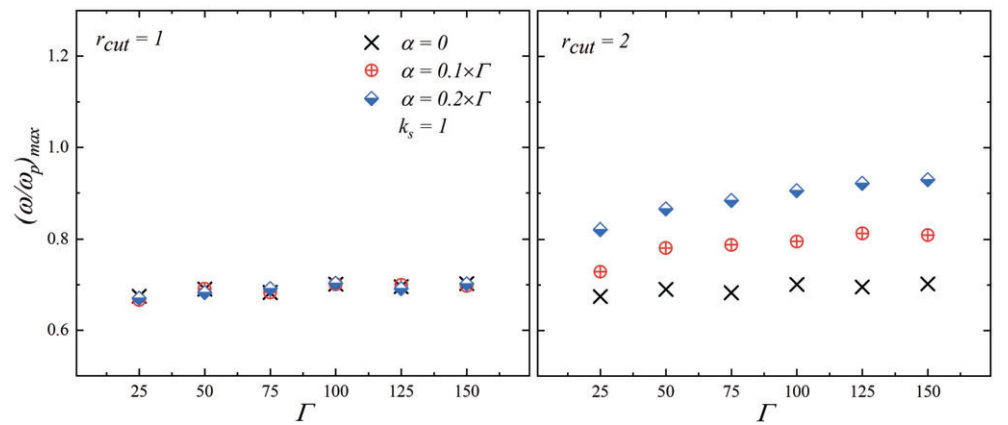 r_cut = 1
α = 0
α = 0.1×Γ
α = 0.2×Γ
k_s = 1
r_cut = 2
(ω/ω_p)_max
1.2
1.0
0.8
0.6
25 50 75 100 125 150
25 50 75 100 125 150
Γ
Γ